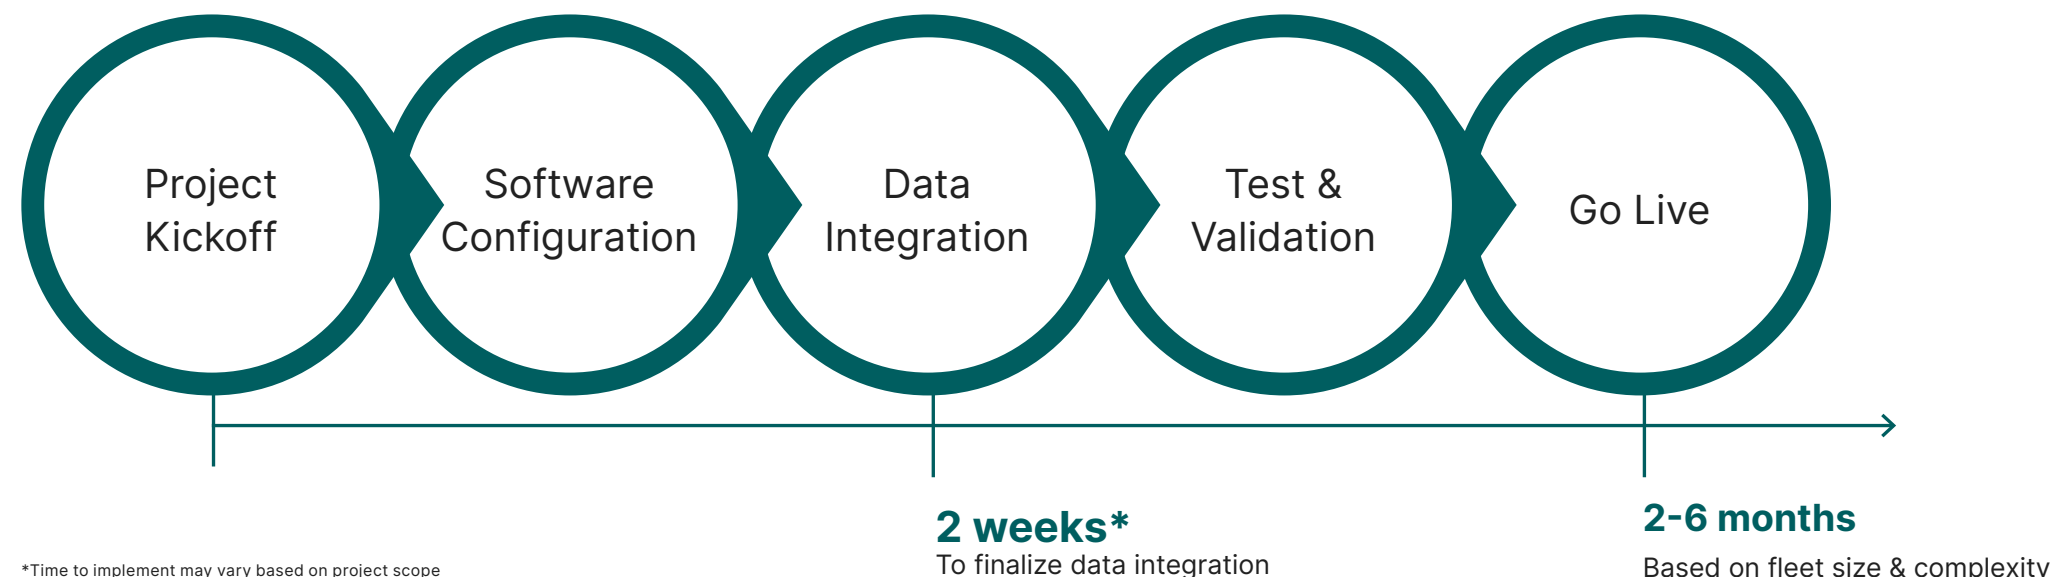 Project
Kickoff
Software
Configuration
Data
Integration
Test &
Validation
Go Live
2 weeks*
To finalize data integration
2-6 months
Based on fleet size & complexity
*Time to implement may vary based on project scope